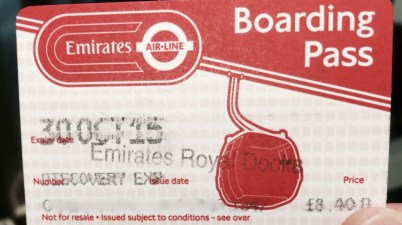 Boarding
Pass
Emirates AIR-LINE
30 OCT 15
Expiry date
Emirates Royal Docks
Number Issue date Price
DISCOVERY EXP
£8.40
Not for resale • Issued subject to conditions - see over